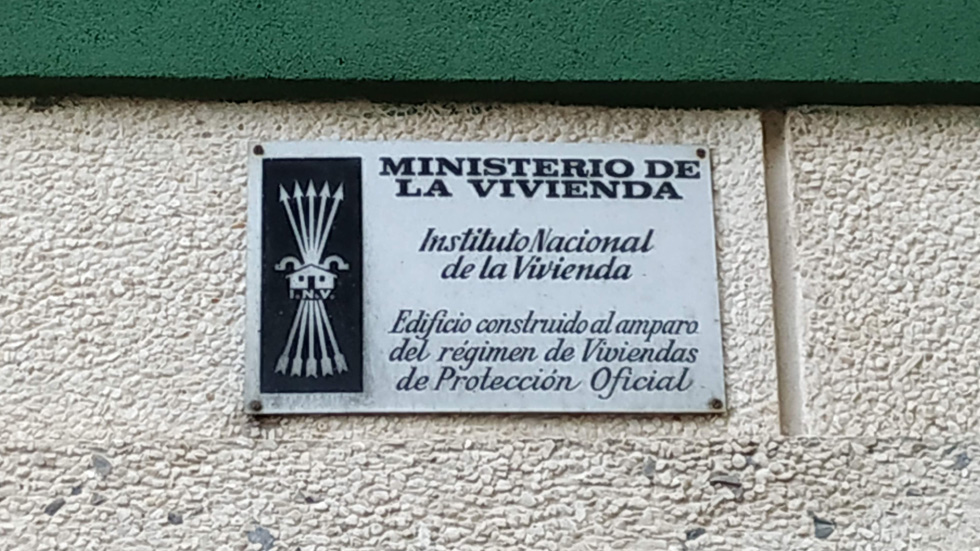 MINISTERIO DE
LA VIVIENDA
Instituto Nacional
de la Vivienda
I.N.V.
Edificio construido al amparo
del régimen de Viviendas
de Protección Oficial